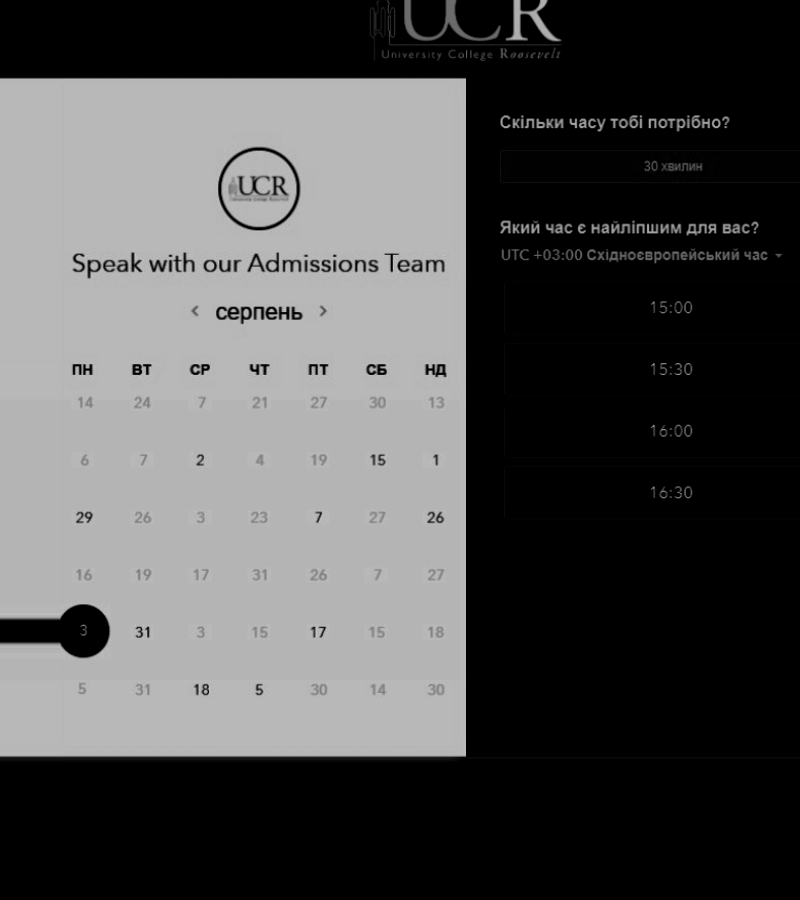 UCR
University College Roosevelt
UCR
University College Roosevelt
Speak with our Admissions Team
серпень
ПН ВТ СР ЧТ ПТ СБ НД
14 24 7 21 27 30 13
6 7 2 4 19 15 1
29 26 3 23 7 27 26
16 19 17 31 26 7 27
3 31 3 15 17 15 18
5 31 18 5 30 14 30
Скільки часу тобі потрібно?
30 хвилин
Який час є найліпшим для вас?
UTC +03:00 Східноєвропейський час
15:00
15:30
16:00
16:30